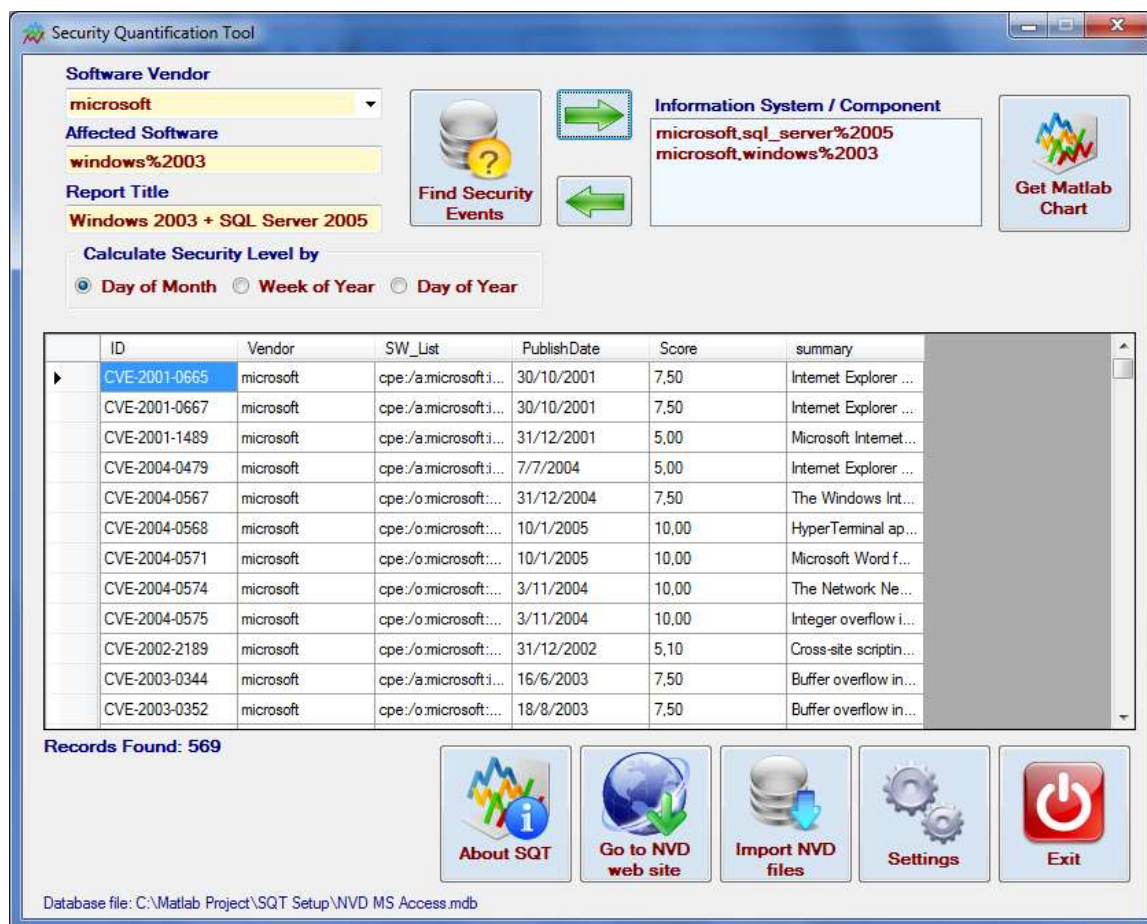 Security Quantification Tool
Software Vendor
microsoft
Affected Software
windows%2003
Report Title
Windows 2003 + SQL Server 2005
Find Security
Events
Information System / Component
microsoft,sql_server%2005
microsoft,windows%2003
Get Matlab
Chart
Calculate Security Level by
Day of Month Week of Year Day of Year
ID Vendor SW_List PublishDate Score summary
CVE-2001-0665 microsoft cpe:/a:microsoft:i... 30/10/2001 7,50 Internet Explorer ...
CVE-2001-0667 microsoft cpe:/a:microsoft:i... 30/10/2001 7,50 Internet Explorer ...
CVE-2001-1489 microsoft cpe:/a:microsoft:i... 31/12/2001 5,00 Microsoft Internet...
CVE-2004-0479 microsoft cpe:/a:microsoft:i... 7/7/2004 5,00 Internet Explorer ...
CVE-2004-0567 microsoft cpe:/o:microsoft:... 31/12/2004 7,50 The Windows Int...
CVE-2004-0568 microsoft cpe:/o:microsoft:... 10/1/2005 10,00 HyperTerminal ap...
CVE-2004-0571 microsoft cpe:/o:microsoft:... 10/1/2005 10,00 Microsoft Word f...
CVE-2004-0574 microsoft cpe:/o:microsoft:... 3/11/2004 10,00 The Network Ne...
CVE-2004-0575 microsoft cpe:/o:microsoft:... 3/11/2004 10,00 Integer overflow i...
CVE-2002-2189 microsoft cpe:/o:microsoft:... 31/12/2002 5,10 Cross-site scriptin...
CVE-2003-0344 microsoft cpe:/a:microsoft:i... 16/6/2003 7,50 Buffer overflow in...
CVE-2003-0352 microsoft cpe:/o:microsoft:... 18/8/2003 7,50 Buffer overflow in...
Records Found: 569
About SQT
Go to NVD
web site
Import NVD
files
Settings
Exit
Database file: C:\Matlab Project\SQT Setup\NVD MS Access.mdb